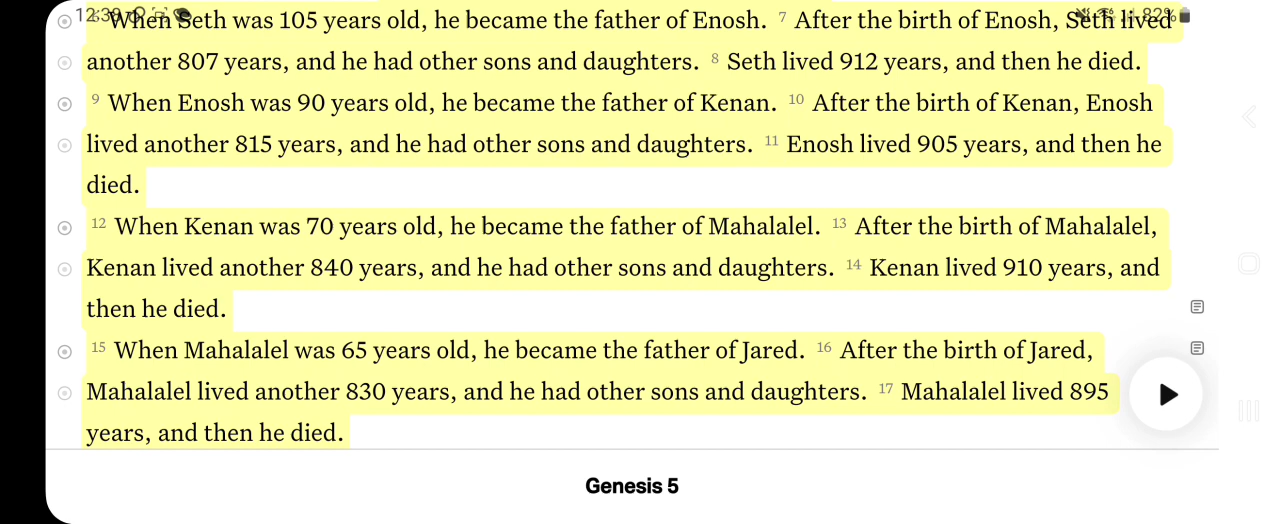 12:39 82%
6 When Seth was 105 years old, he became the father of Enosh. 7 After the birth of Enosh, Seth lived
another 807 years, and he had other sons and daughters. 8 Seth lived 912 years, and then he died.
9 When Enosh was 90 years old, he became the father of Kenan. 10 After the birth of Kenan, Enosh
lived another 815 years, and he had other sons and daughters. 11 Enosh lived 905 years, and then he
died.
12 When Kenan was 70 years old, he became the father of Mahalalel. 13 After the birth of Mahalalel,
Kenan lived another 840 years, and he had other sons and daughters. 14 Kenan lived 910 years, and
then he died.
15 When Mahalalel was 65 years old, he became the father of Jared. 16 After the birth of Jared,
Mahalalel lived another 830 years, and he had other sons and daughters. 17 Mahalalel lived 895
years, and then he died.
Genesis 5